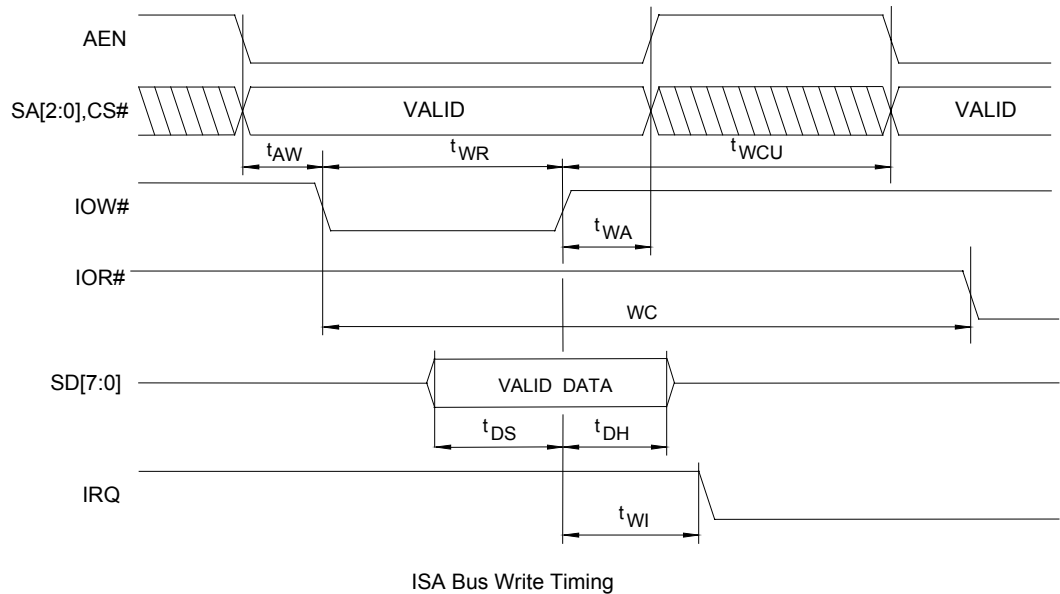 AEN
SA[2:0],CS#
VALID
VALID
tAW
tWR
tWCU
IOW#
tWA
IOR#
WC
SD[7:0]
VALID DATA
tDS
tDH
IRQ
tWI
ISA Bus Write Timing